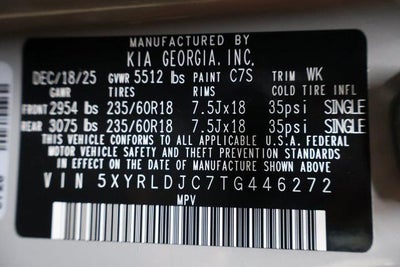 MANUFACTURED BY
KIA GEORGIA, INC.
DEC/18/25 GVWR 5512 lbs PAINT C7S TRIM WK
GAWR TIRES RIMS COLD TIRE INFL
FRONT 2954 lbs 235/60R18 7.5Jx18 35psi SINGLE
REAR 3075 lbs 235/60R18 7.5Jx18 35psi SINGLE
THIS VEHICLE CONFORMS TO ALL APPLICABLE U.S.A. FEDERAL
MOTOR VEHICLE SAFETY AND THEFT PREVENTION STANDARDS
IN EFFECT ON THE DATE OF MANUFACTURE SHOWN ABOVE
VIN 5XYRLDJC7TG446272
MPV